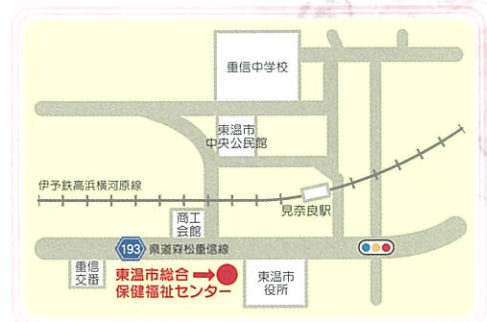 重信中学校
東温市
中央公民館
伊予鉄高浜横河原線
見奈良駅
商工
会館
193
県道森松重信線
重信
交番
東温市総合
保健福祉センター
東温市
役所